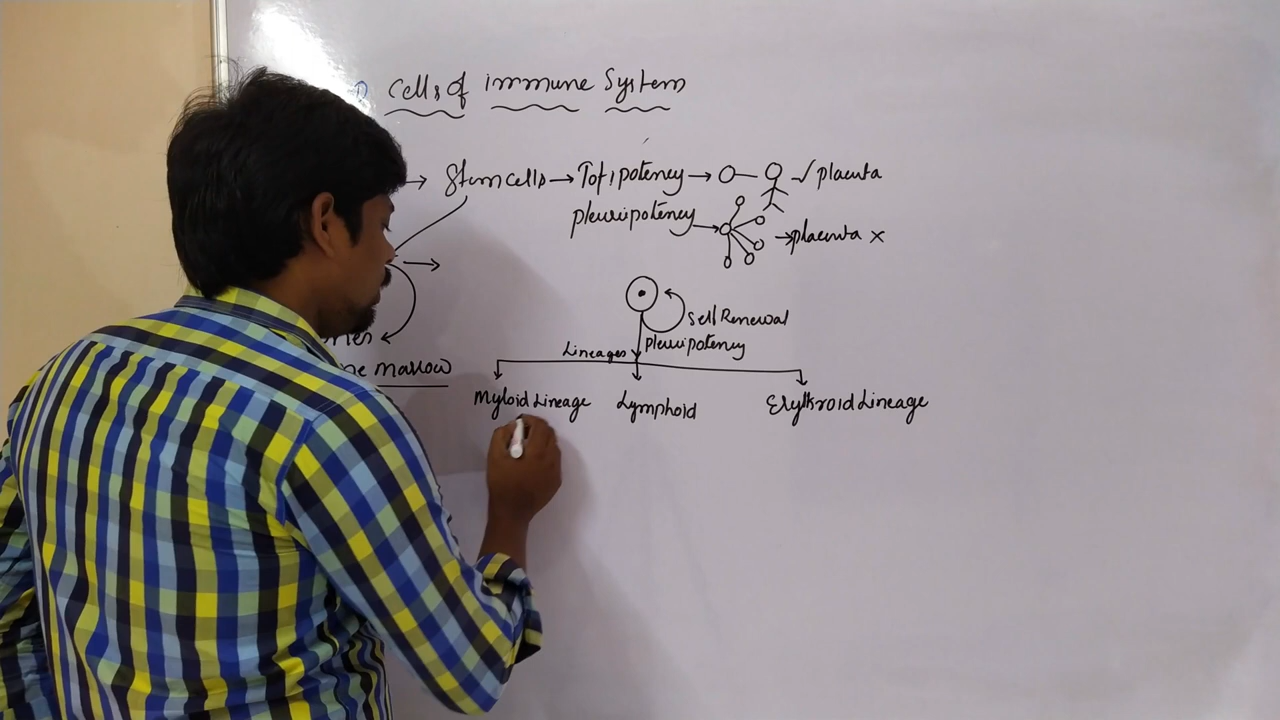 Cells of immune System
Stem cells → Totipotency → placenta
pleuripotency → placenta x
Self Renewal
pleuripotency
Lineages
marrow
Myloid Lineage Lymphoid Erythroid Lineage